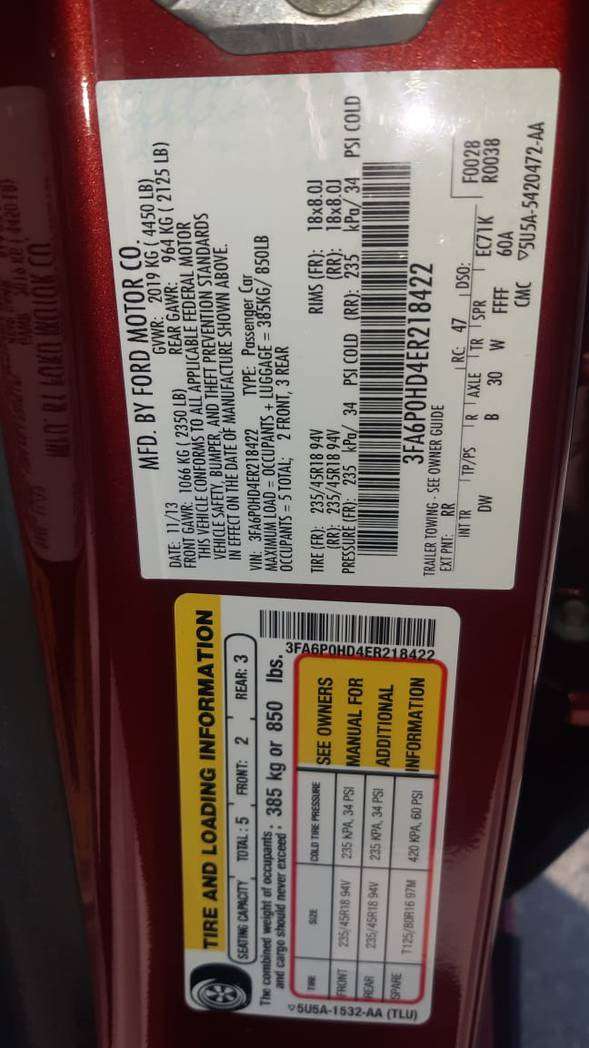 MFD. BY FORD MOTOR CO.
DATE: 11/13 GVWR: 2019 KG ( 4450 LB)
FRONT GAWR: 1066 KG ( 2350 LB) REAR GAWR: 964 KG ( 2125 LB)
THIS VEHICLE CONFORMS TO ALL APPLICABLE FEDERAL MOTOR
VEHICLE SAFETY, BUMPER, AND THEFT PREVENTION STANDARDS
IN EFFECT ON THE DATE OF MANUFACTURE SHOWN ABOVE.
VIN: 3FA6P0HD4ER218422 TYPE: Passenger Car
MAXIMUM LOAD = OCCUPANTS + LUGGAGE = 385KG/ 850LB
OCCUPANTS = 5 TOTAL; 2 FRONT, 3 REAR
TIRE (FR): 235/45R18 94V RIMS (FR): 18x8.0J
(RR): 235/45R18 94V (RR): 18x8.0J
PRESSURE (FR): 235 kPa/ 34 PSI COLD (RR): 235 kPa/ 34 PSI COLD
3FA6P0HD4ER218422
TRAILER TOWING - SEE OWNER GUIDE
EXT PNT: RR RC: 47 DSO: F0028
R0038
INT TR TP/PS R AXLE TR SPR EC71K
DW B 30 W FFFF 60A
CMC 5U5A-5420472-AA
TIRE AND LOADING INFORMATION
SEATING CAPACITY TOTAL : 5 FRONT: 2 REAR: 3
The combined weight of occupants
and cargo should never exceed : 385 kg or 850 lbs.
3FA6P0HD4ER218422
TIRE SIZE COLD TIRE PRESSURE
FRONT 235/45R18 94V 235 KPA, 34 PSI
REAR 235/45R18 94V 235 KPA, 34 PSI
SPARE T125/80R16 97M 420 KPA, 60 PSI
SEE OWNERS
MANUAL FOR
ADDITIONAL
INFORMATION
5U5A-1532-AA (TLU)